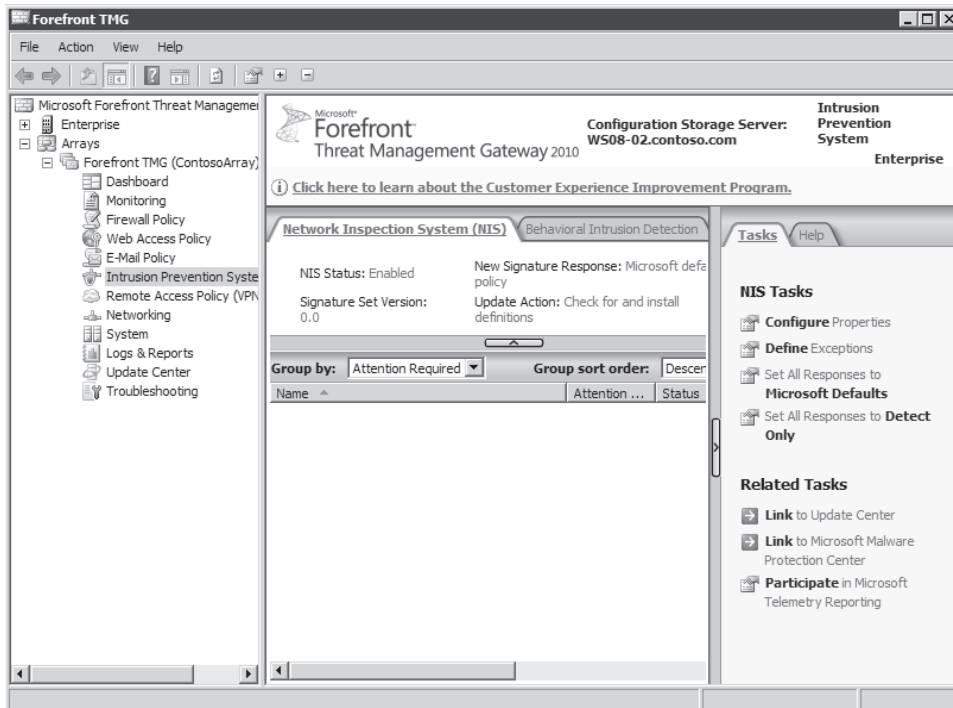 Forefront TMG
File Action View Help
Microsoft Forefront Threat Manageme
Enterprise
Arrays
Forefront TMG (ContosoArray)
Dashboard
Monitoring
Firewall Policy
Web Access Policy
E-Mail Policy
Intrusion Prevention Syste
Remote Access Policy (VPN
Networking
System
Logs & Reports
Update Center
Troubleshooting
Microsoft
Forefront
Threat Management Gateway 2010
Configuration Storage Server:
WS08-02.contoso.com
Intrusion
Prevention
System
Enterprise
Click here to learn about the Customer Experience Improvement Program.
Network Inspection System (NIS) Behavioral Intrusion Detection
NIS Status: Enabled
Signature Set Version:
0.0
New Signature Response: Microsoft defa
policy
Update Action: Check for and install
definitions
Group by: Attention Required Group sort order: Descen
Name Attention ... Status
Tasks Help
NIS Tasks
Configure Properties
Define Exceptions
Set All Responses to
Microsoft Defaults
Set All Responses to Detect
Only
Related Tasks
Link to Update Center
Link to Microsoft Malware
Protection Center
Participate in Microsoft
Telemetry Reporting